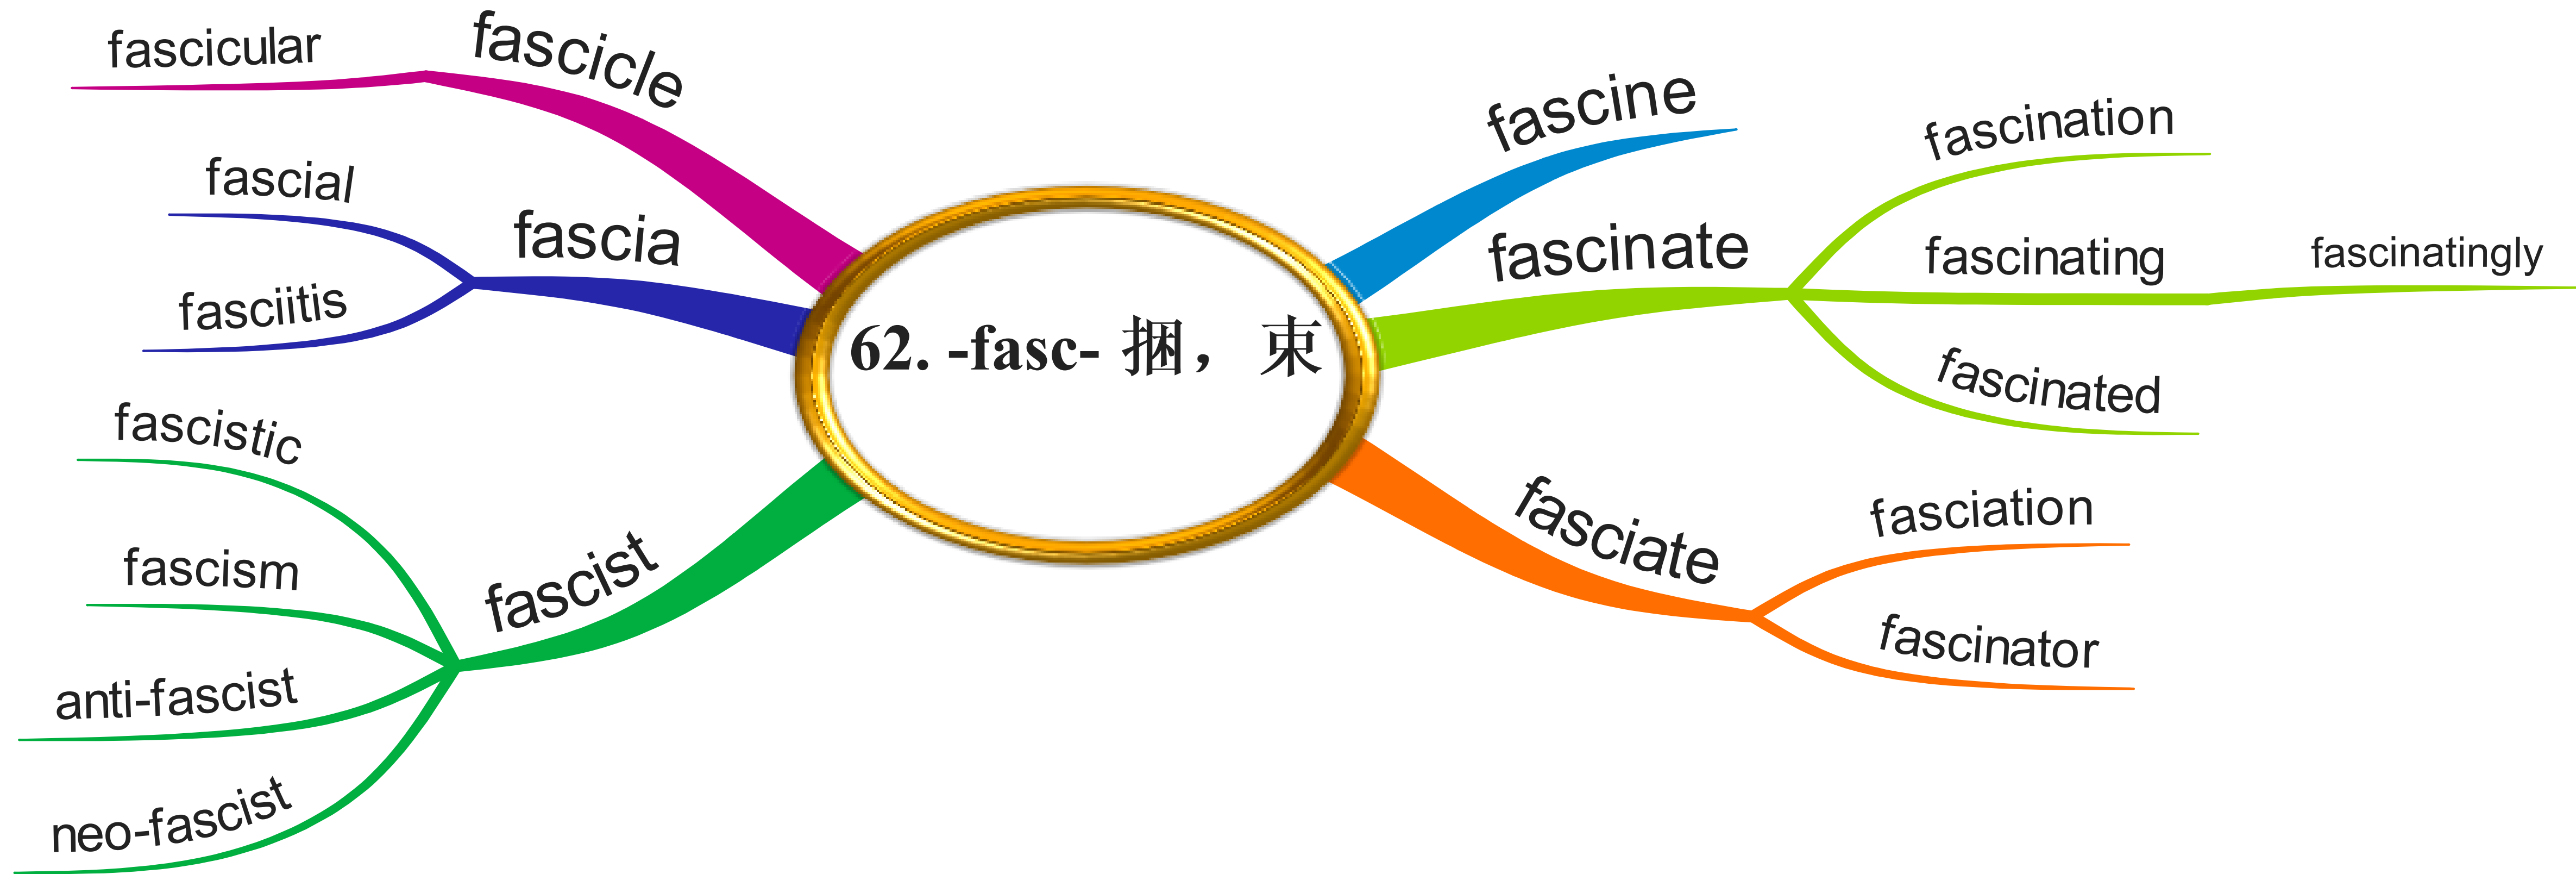 62. -fasc- 捆，束
fascine
fascinate
fascination
fascinating
fascinatingly
fascinated
fasciate
fasciation
fascinator
fascicle
fascicular
fascia
fascial
fasciitis
fascist
fascistic
fascism
anti-fascist
neo-fascist